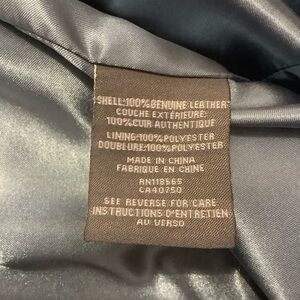 SHELL:100%GENUINE LEATHER
COUCHE EXTÉRIEURE:
100%CUIR AUTHENTIQUE
LINING:100%POLYESTER
DOUBLURE:100%POLYESTER
MADE IN CHINA
FABRIQUE EN CHINE
RN118565
CA40750
SEE REVERSE FOR CARE
INSTRUCTIONS D'ENTRETIEN
AU VERSO